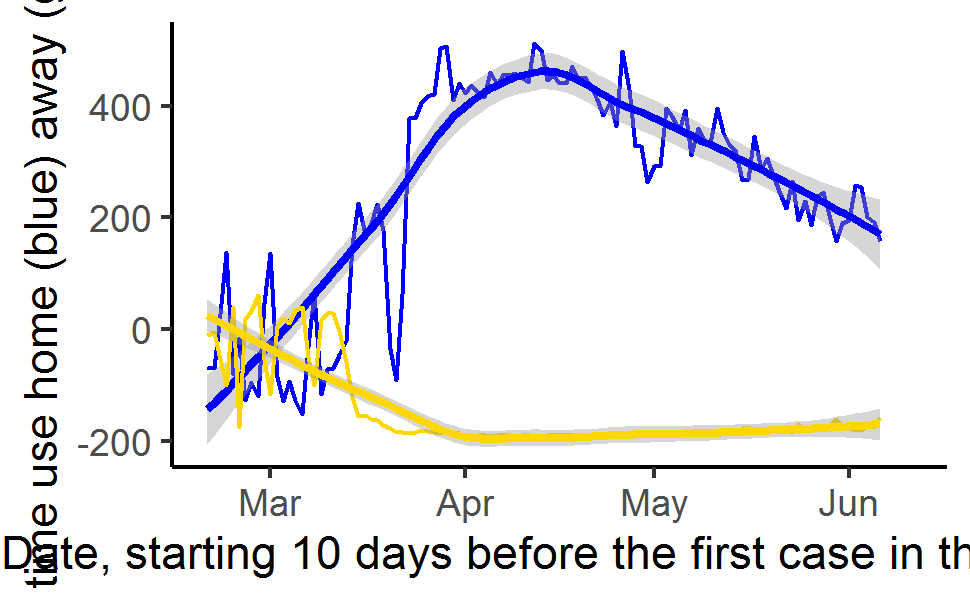 time use home (blue) away (
400
200
0
-200
Mar Apr May Jun
Date, starting 10 days before the first case in th